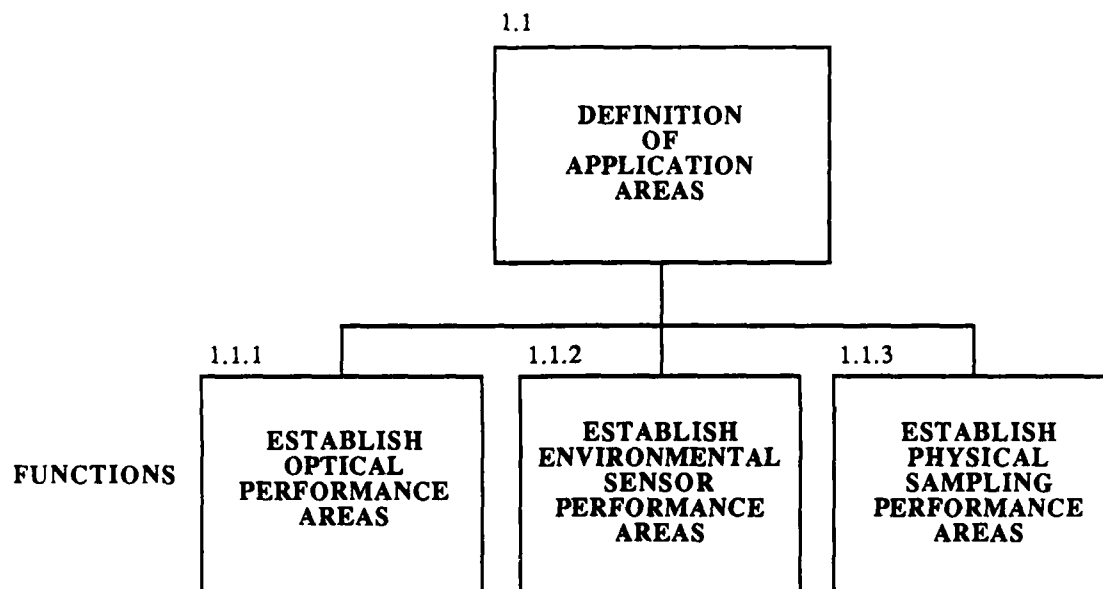 1.1
DEFINITION
OF
APPLICATION
AREAS
1.1.1
1.1.2
1.1.3
FUNCTIONS
ESTABLISH
OPTICAL
PERFORMANCE
AREAS
ESTABLISH
ENVIRONMENTAL
SENSOR
PERFORMANCE
AREAS
ESTABLISH
PHYSICAL
SAMPLING
PERFORMANCE
AREAS